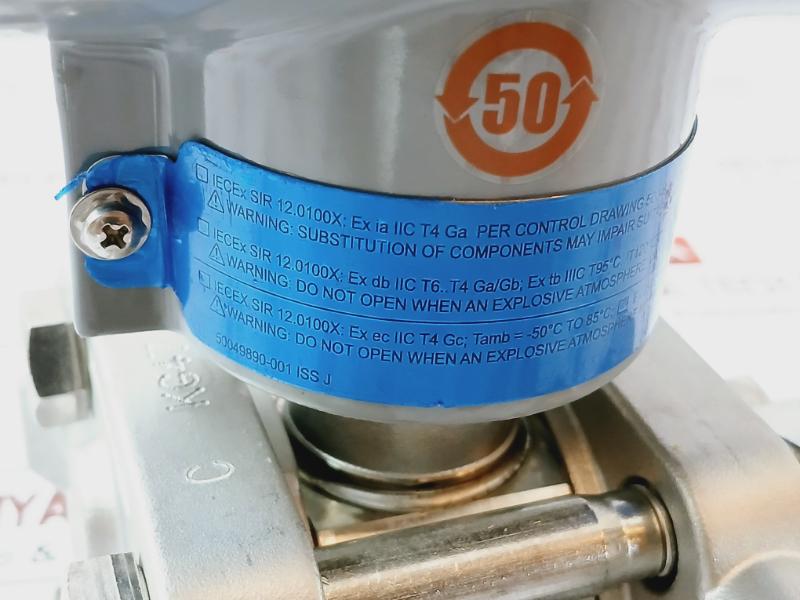 50
IECEx SIR 12.0100X: Ex ia IIC T4 Ga PER CONTROL DRAWING
WARNING: SUBSTITUTION OF COMPONENTS MAY IMPAIR
IECEx SIR 12.0100X: Ex db IIC T6..T4 Ga/Gb; Ex tb IIIC T95°C
WARNING: DO NOT OPEN WHEN AN EXPLOSIVE ATMOSPHERE
IECEX SIR 12.0100X: Ex ec IIC T4 Gc; Tamb = -50°C TO 85°C;
WARNING: DO NOT OPEN WHEN AN EXPLOSIVE ATMOSPHERE
50049890-001 ISS J
C